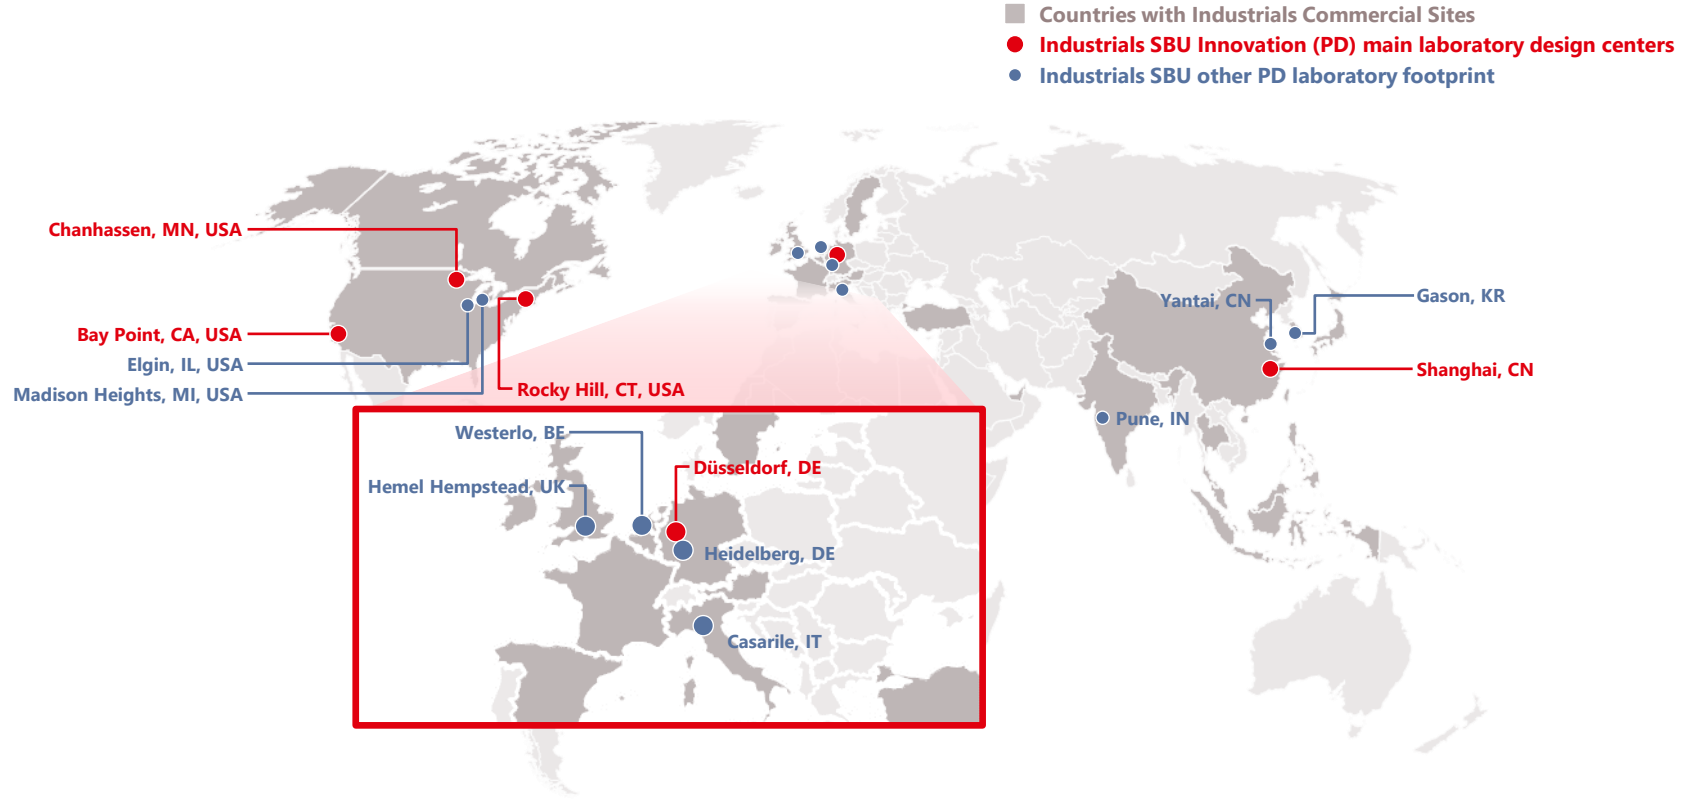 Countries with Industrials Commercial Sites
Industrials SBU Innovation (PD) main laboratory design centers
Industrials SBU other PD laboratory footprint
Chanhassen, MN, USA
Bay Point, CA, USA
Elgin, IL, USA
Madison Heights, MI, USA
Rocky Hill, CT, USA
Yantai, CN
Gason, KR
Shanghai, CN
Pune, IN
Westerlo, BE
Düsseldorf, DE
Hemel Hempstead, UK
Heidelberg, DE
Casarile, IT